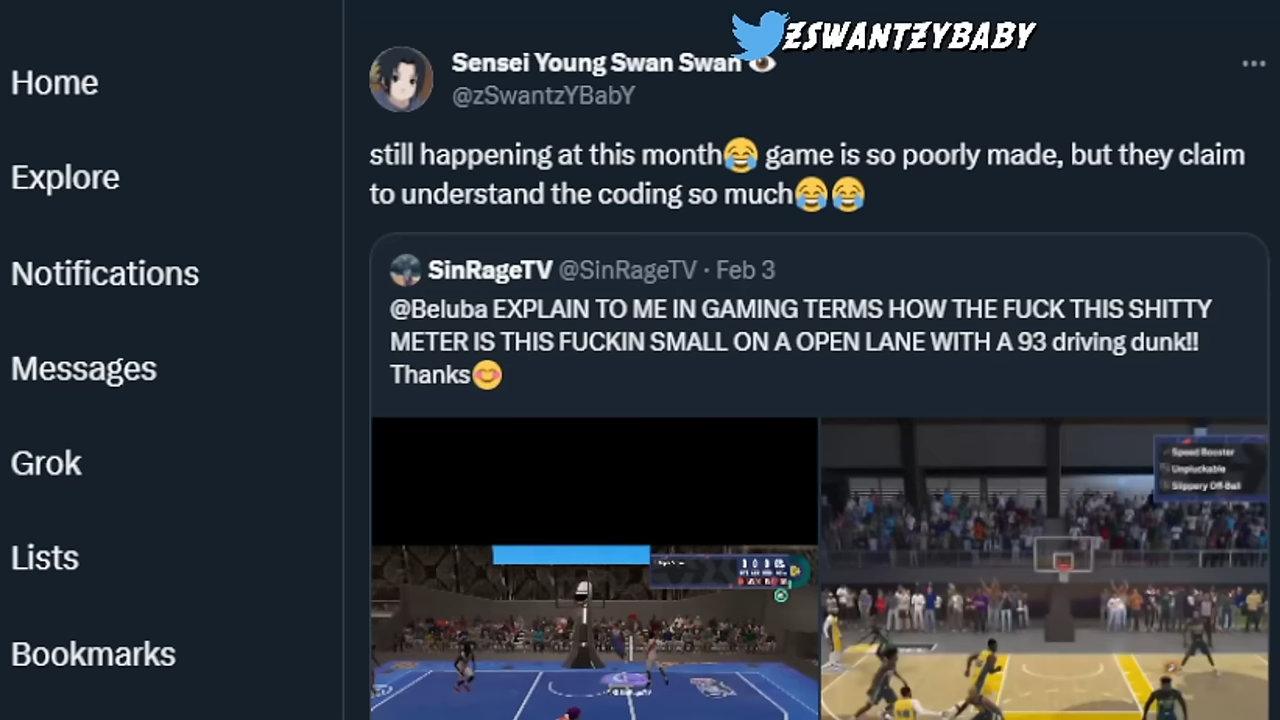 ZSWANTZYBABY
Home
Explore
Notifications
Messages
Grok
Lists
Bookmarks
Sensei Young Swan Swan 👁
@zSwantzYBabY
still happening at this month😂 game is so poorly made, but they claim
to understand the coding so much😂😂
SinRageTV @SinRageTV · Feb 3
@Beluba EXPLAIN TO ME IN GAMING TERMS HOW THE FUCK THIS SHITTY
METER IS THIS FUCKIN SMALL ON A OPEN LANE WITH A 93 driving dunk!!
Thanks😊
Speed Booster
Unpluckable
Slippery Off-Ball